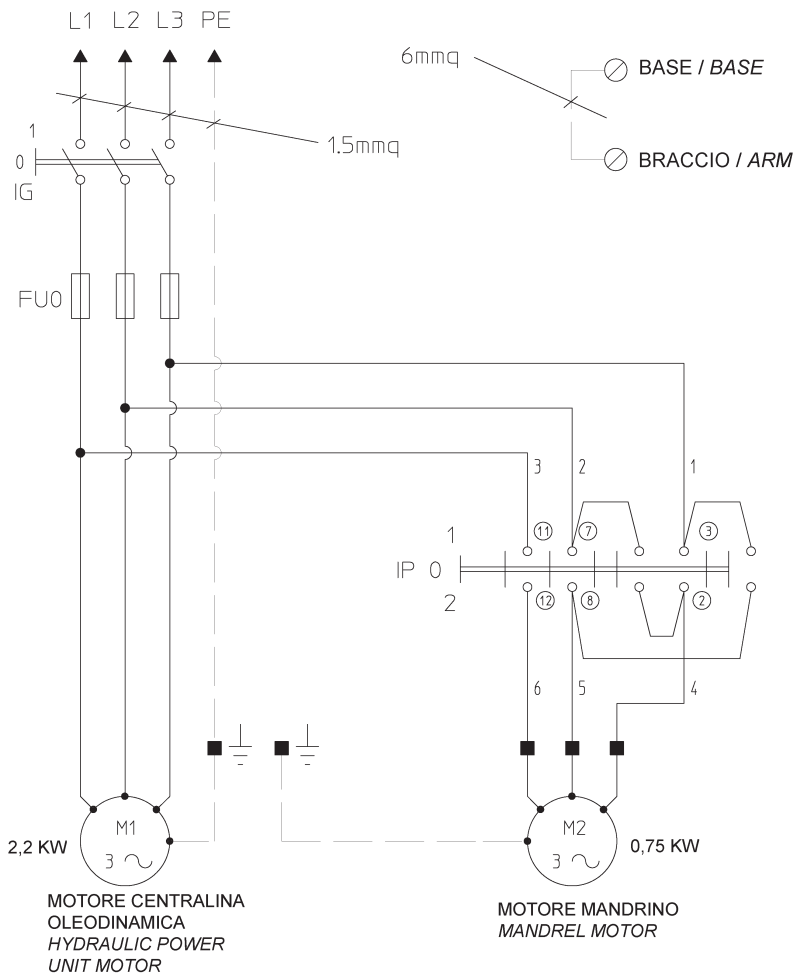 L1 L2 L3 PE
6mmq
BASE / BASE
1.5mmq
BRACCIO / ARM
1
0
IG
FU0
3 2 1
11 7 3
1
IP 0
2
12 8 2
6 5 4
M1
3
2,2 KW
M2
3
0,75 KW
MOTORE CENTRALINA
OLEODINAMICA
HYDRAULIC POWER
UNIT MOTOR
MOTORE MANDRINO
MANDREL MOTOR